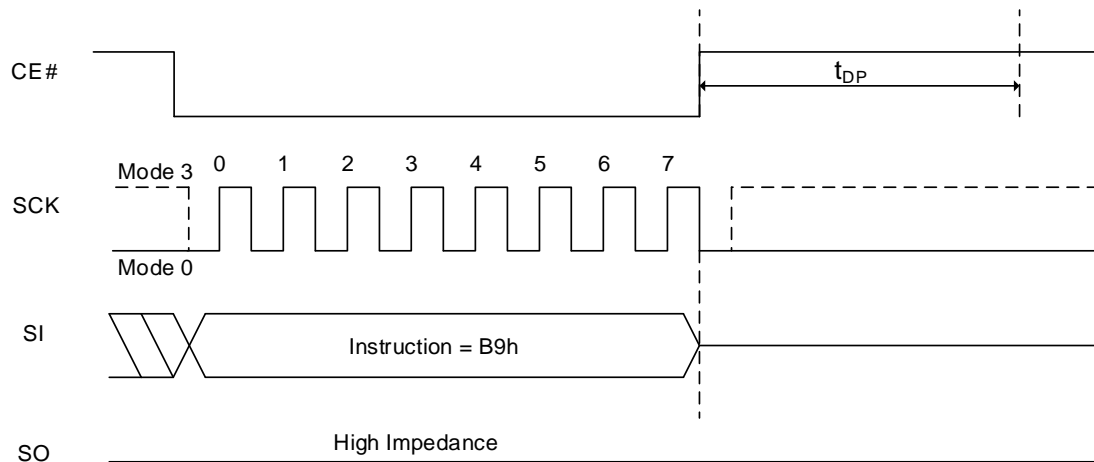 CE#
tDP
Mode 3
0 1 2 3 4 5 6 7
SCK
Mode 0
SI
Instruction = B9h
High Impedance
SO